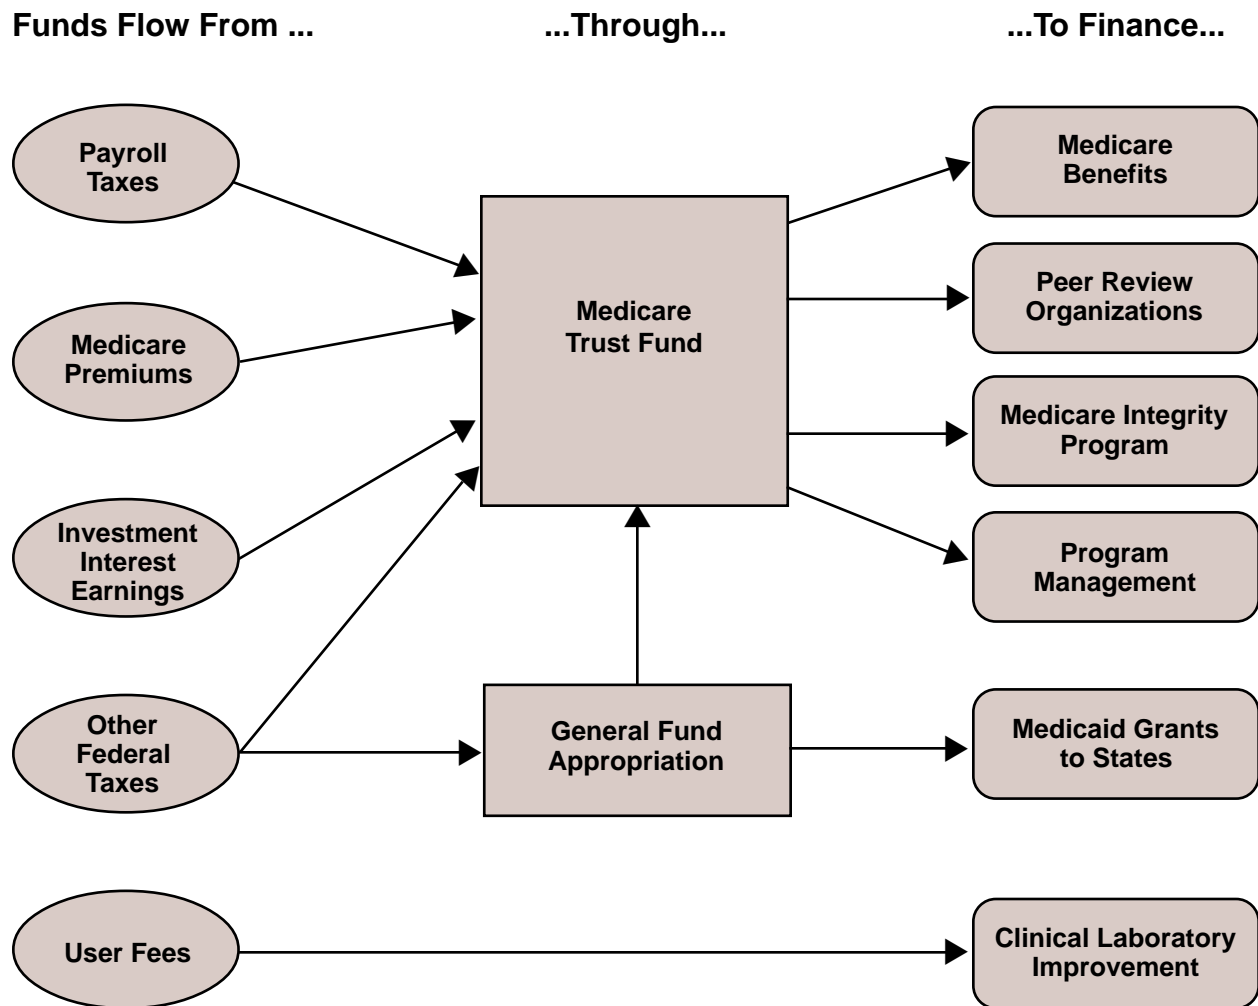 Funds Flow From ...
...Through...
...To Finance...
Payroll
Taxes
Medicare
Premiums
Investment
Interest
Earnings
Other
Federal
Taxes
User Fees
Medicare
Trust Fund
General Fund
Appropriation
Medicare
Benefits
Peer Review
Organizations
Medicare Integrity
Program
Program
Management
Medicaid Grants
to States
Clinical Laboratory
Improvement